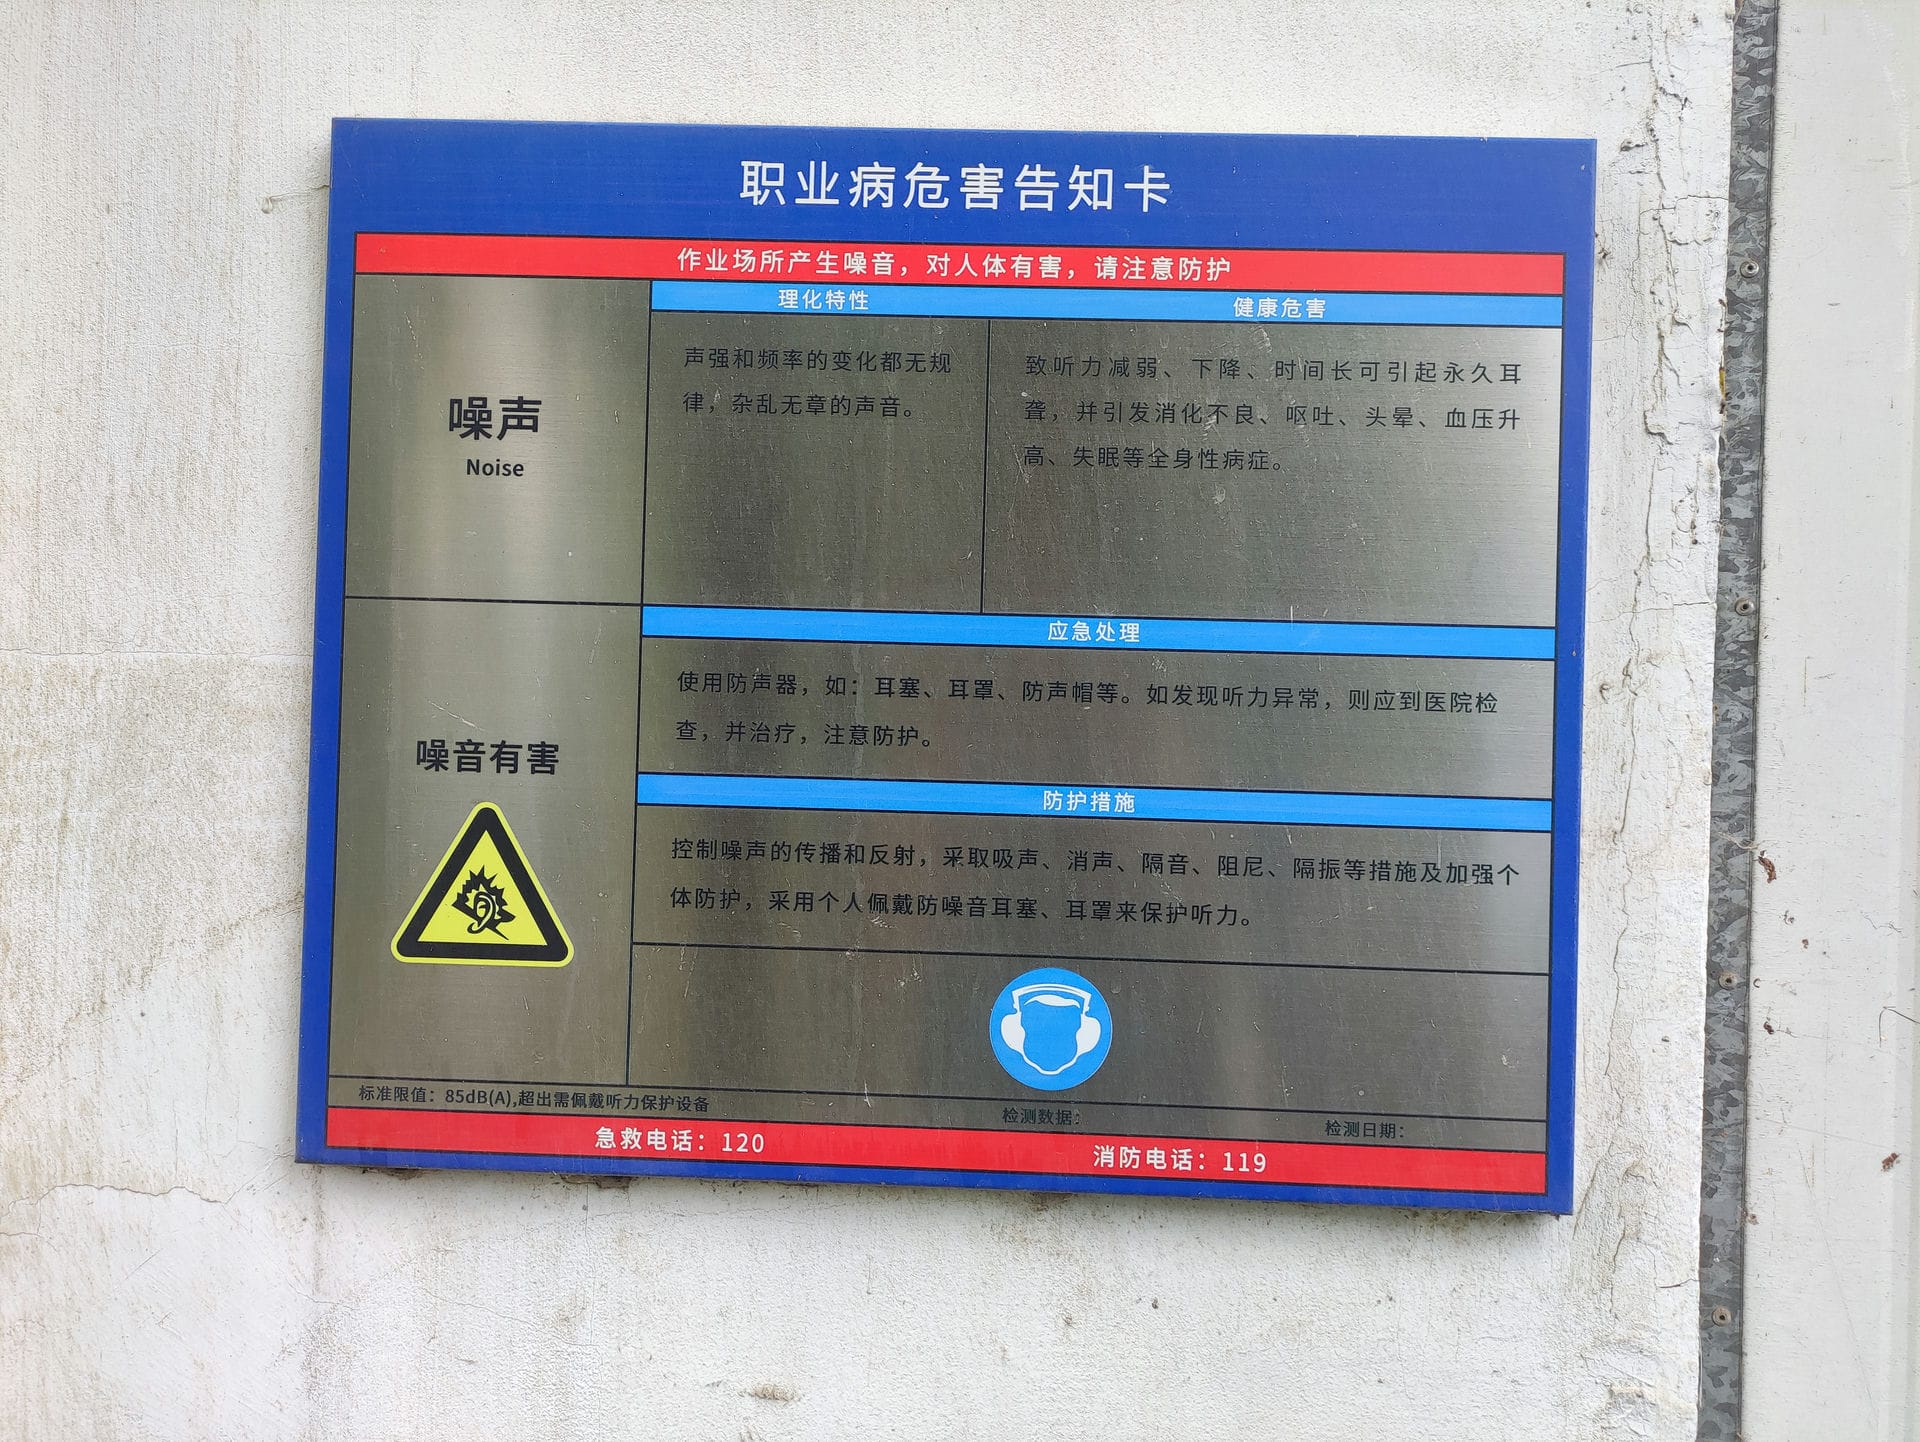 职业病危害告知卡
作业场所产生噪音，对人体有害，请注意防护
噪声
Noise
理化特性
声强和频率的变化都无规
律，杂乱无章的声音。
健康危害
致听力减弱、下降、时间长可引起永久耳
聋，并引发消化不良、呕吐、头晕、血压升
高、失眠等全身性病症。
噪音有害
应急处理
使用防声器，如：耳塞、耳罩、防声帽等。如发现听力异常，则应到医院检
查，并治疗，注意防护。
防护措施
控制噪声的传播和反射，采取吸声、消声、隔音、阻尼、隔振等措施及加强个
体防护，采用个人佩戴防噪音耳塞、耳罩来保护听力。
标准限值：85dB(A),超出需佩戴听力保护设备
检测数据：
检测日期：
急救电话：120
消防电话：119